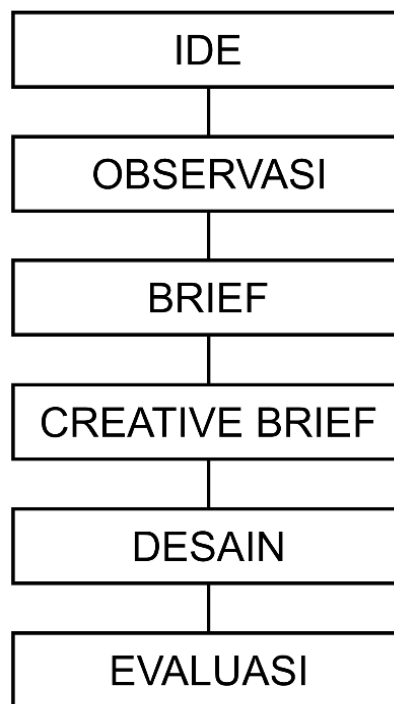 IDE
OBSERVASI
BRIEF
CREATIVE BRIEF
DESAIN
EVALUASI